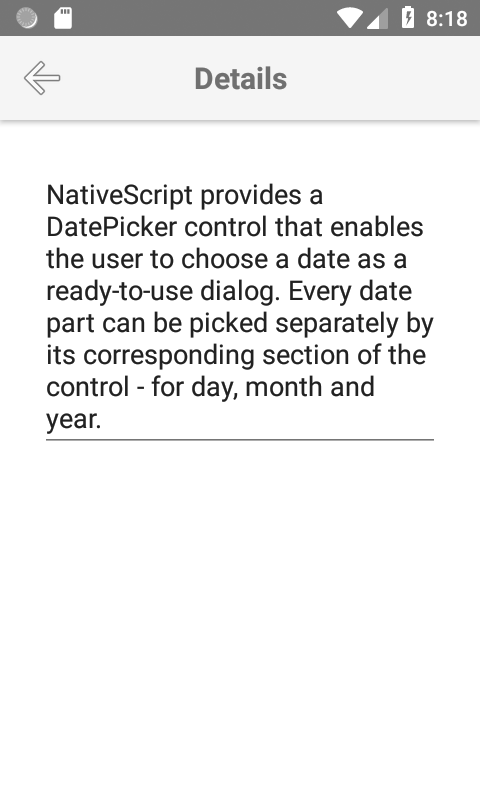 8:18
Details
NativeScript provides a
DatePicker control that enables
the user to choose a date as a
ready-to-use dialog. Every date
part can be picked separately by
its corresponding section of the
control - for day, month and
year.